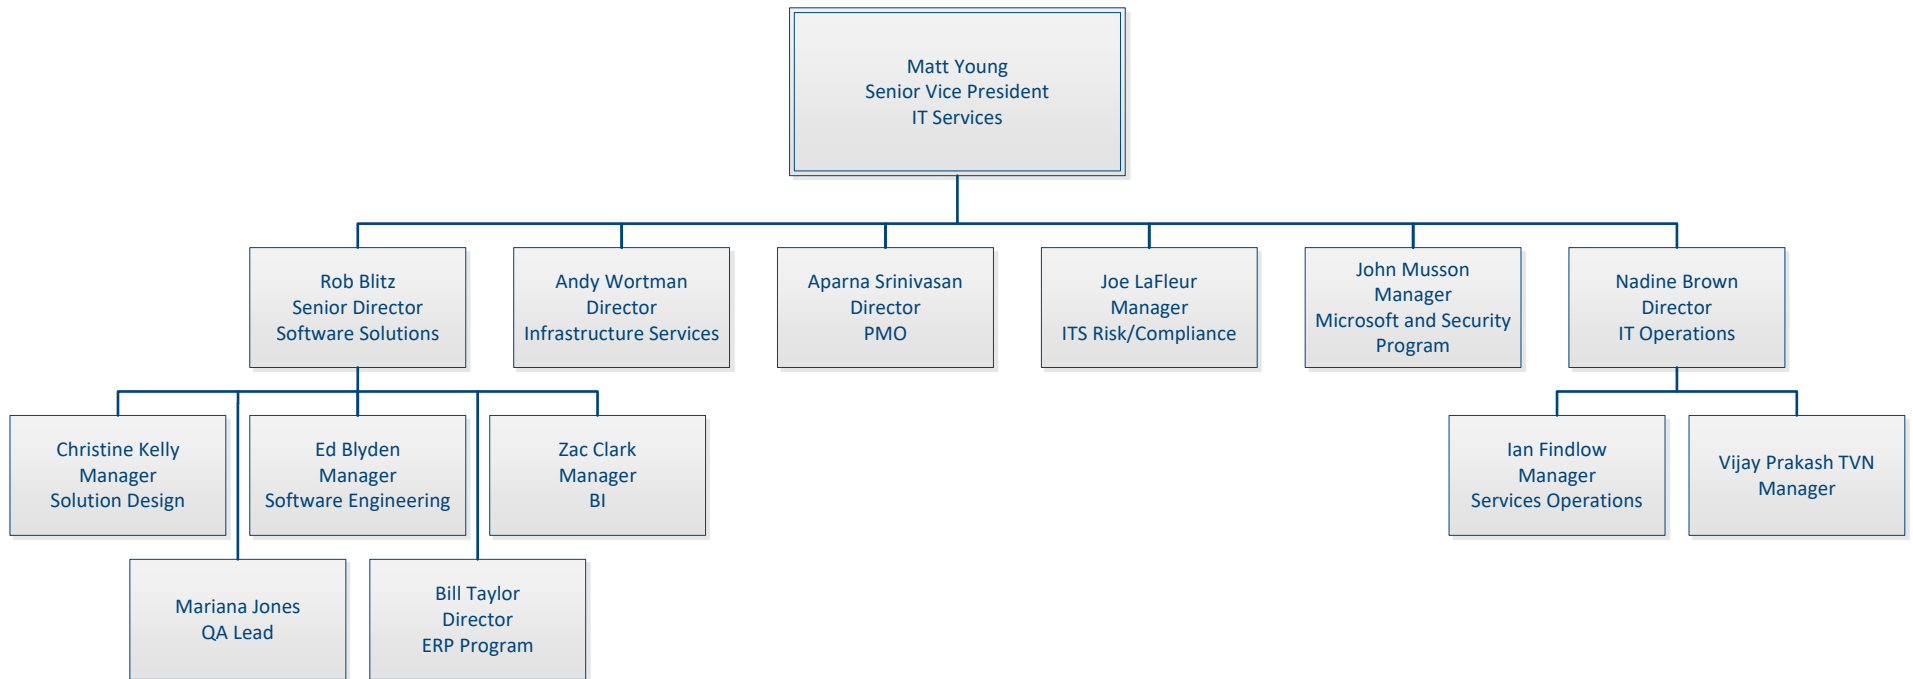 Matt Young
Senior Vice President
IT Services
Rob Blitz
Senior Director
Software Solutions
Andy Wortman
Director
Infrastructure Services
Aparna Srinivasan
Director
PMO
Joe LaFleur
Manager
ITS Risk/Compliance
John Musson
Manager
Microsoft and Security
Program
Nadine Brown
Director
IT Operations
Christine Kelly
Manager
Solution Design
Ed Blyden
Manager
Software Engineering
Zac Clark
Manager
BI
Ian Findlow
Manager
Services Operations
Vijay Prakash TVN
Manager
Mariana Jones
QA Lead
Bill Taylor
Director
ERP Program